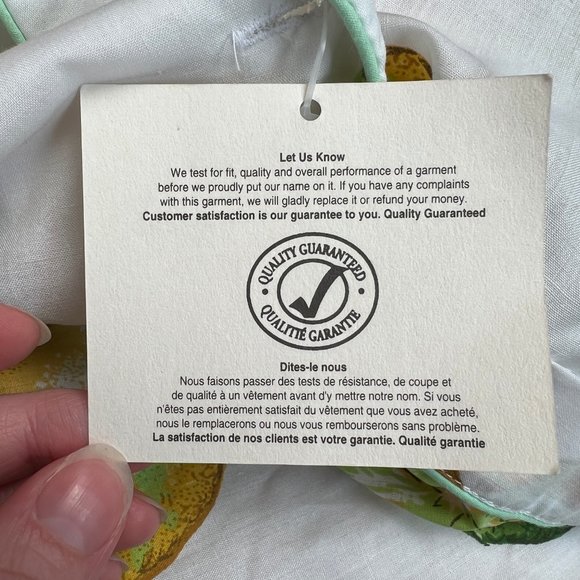 Let Us Know
We test for fit, quality and overall performance of a garment
before we proudly put our name on it. If you have any complaints
with this garment, we will gladly replace it or refund your money.
Customer satisfaction is our guarantee to you. Quality Guaranteed
QUALITY GUARANTEED
QUALITIÉ GARANTIE
Dites-le nous
Nous faisons passer des tests de résistance, de coupe et
de qualité à un vêtement avant d'y mettre notre nom. Si vous
n'êtes pas entièrement satisfait du vêtement que vous avez acheté,
nous le remplacerons ou nous vous rembourserons sans problème.
La satisfaction de nos clients est votre garantie. Qualité garantie